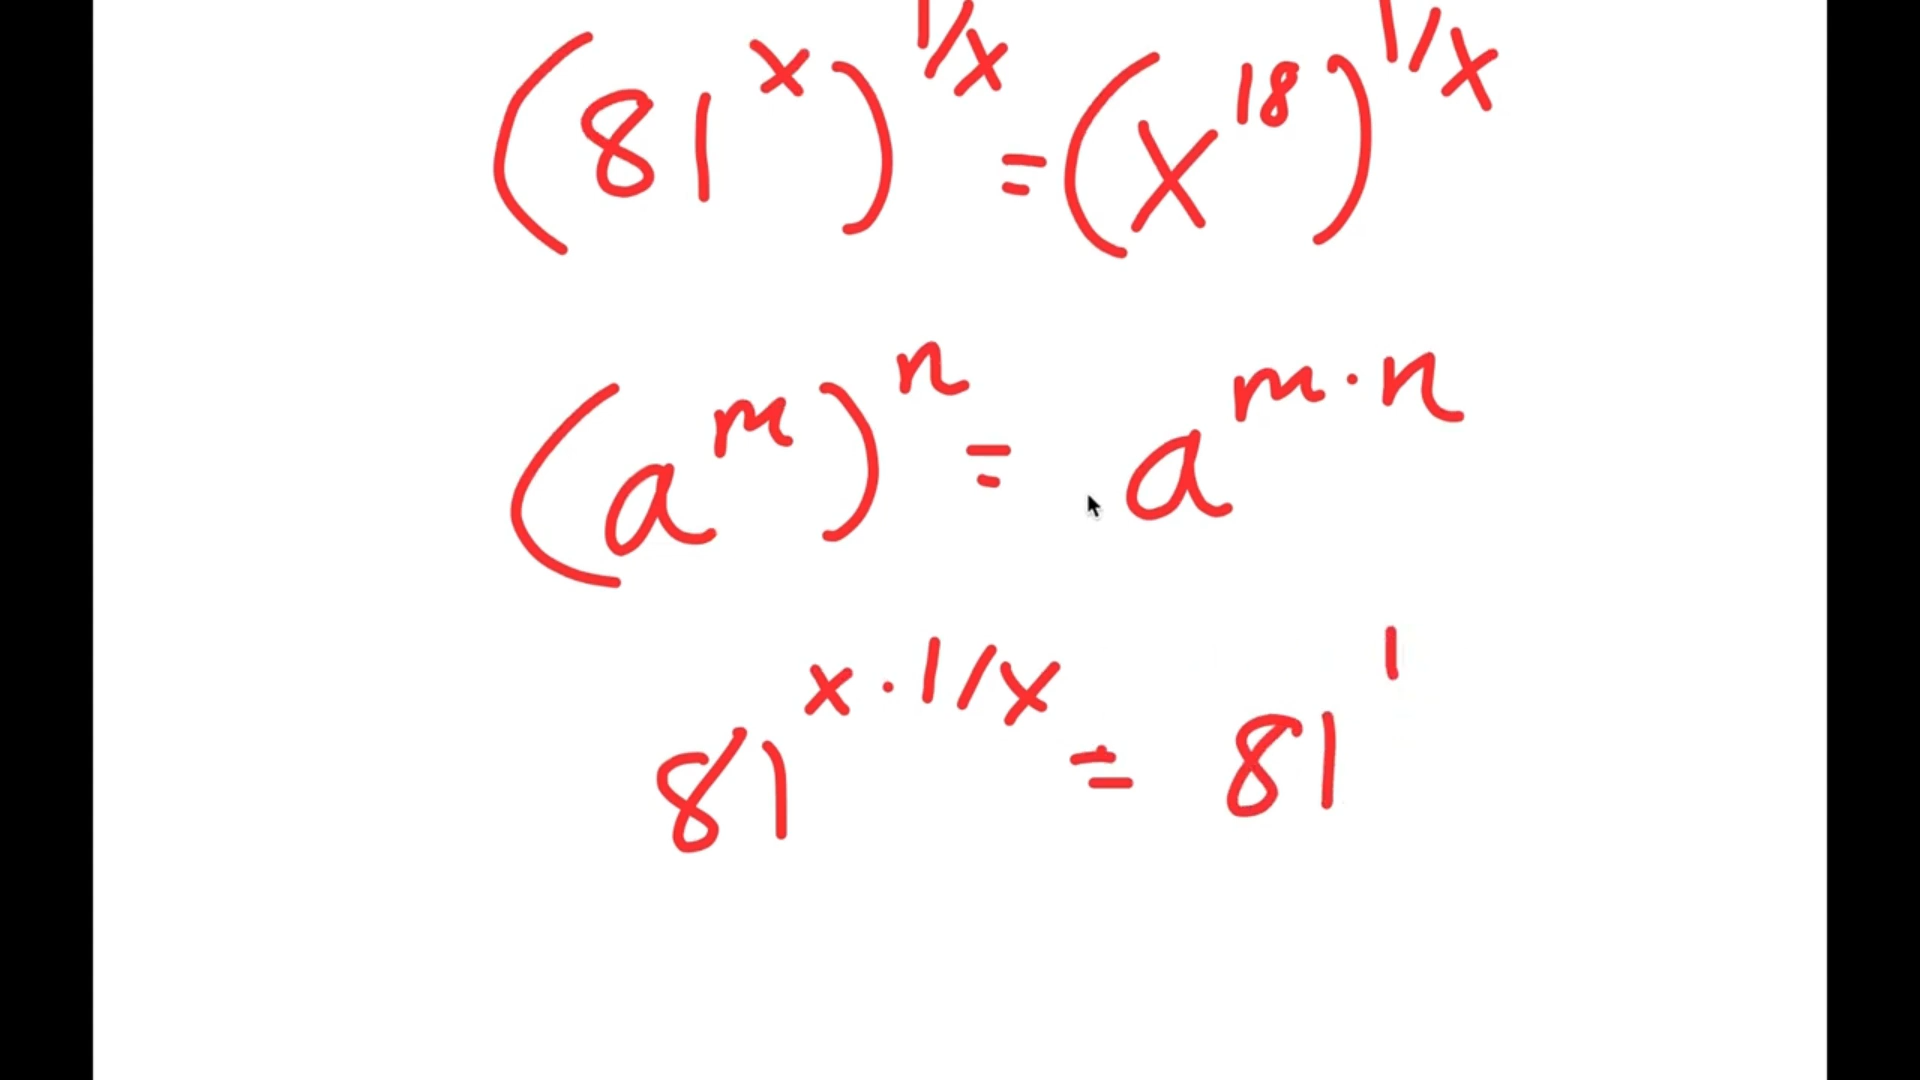 (81^x)^1/x = (x^18)^1/x
(a^m)^n = a^m·n
81^x·1/x = 81^1